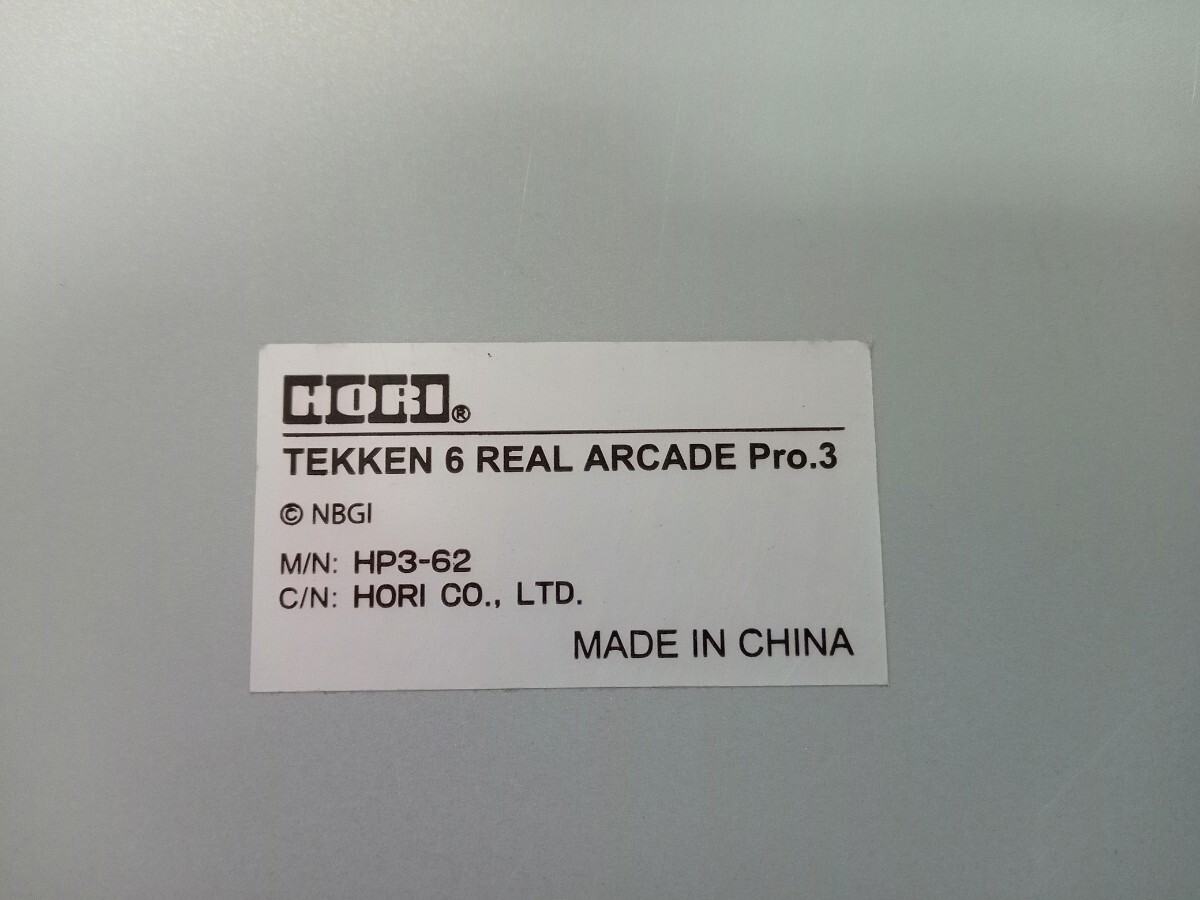 HORI®
TEKKEN 6 REAL ARCADE Pro.3
© NBGI
M/N: HP3-62
C/N: HORI CO., LTD.
MADE IN CHINA